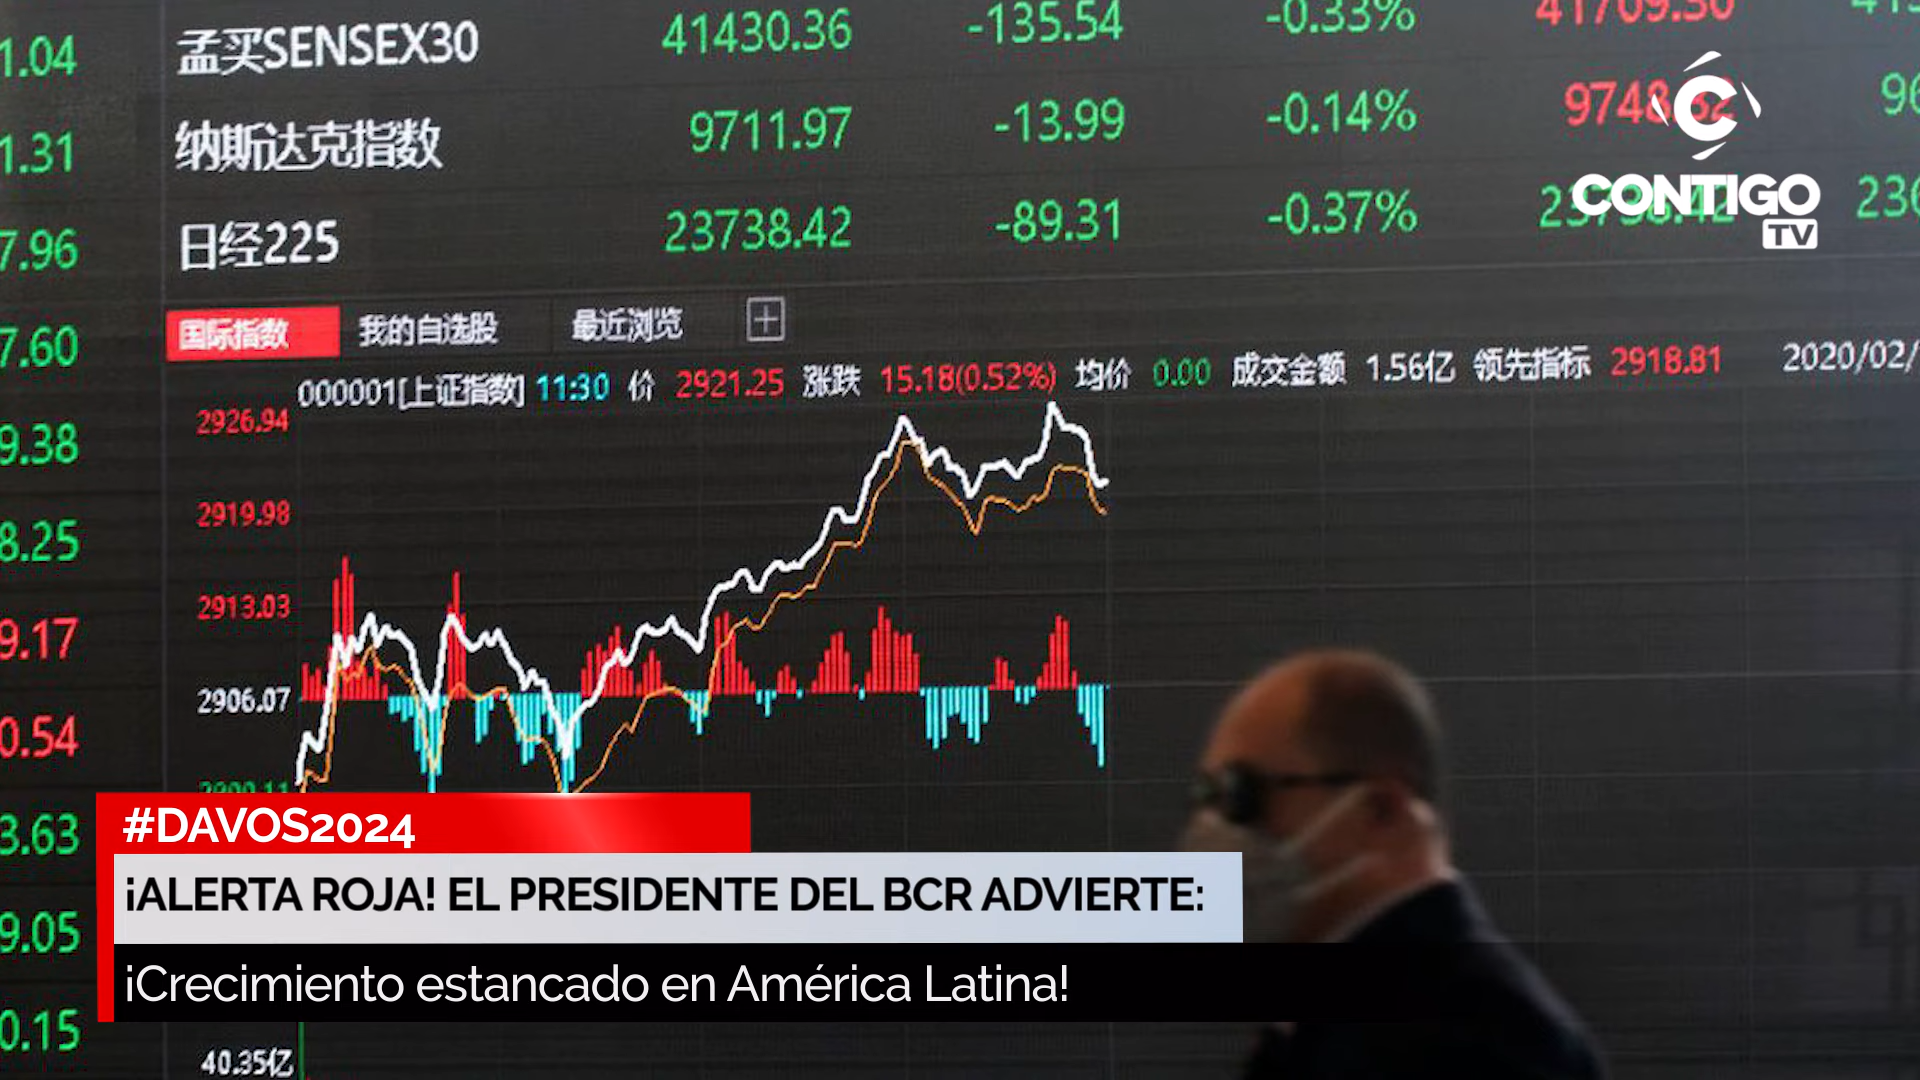 1.04
孟买SENSEX30 41430.36 -135.54 -0.33% 41709.30
1.31
纳斯达克指数 9711.97 -13.99 -0.14%
7.96
日经225 23738.42 -89.31 -0.37%
CONTIGO
TV
7.60
国际指数 我的自选股 最近浏览
000001[上证指数] 11:30 价 2921.25 涨跌 15.18(0.52%) 均价 0.00 成交金额 1.56亿 领先指标 2918.81 2020/02/
2926.94
9.38
2919.98
8.25
2913.03
9.17
2906.07
0.54
#DAVOS2024
3.63
¡ALERTA ROJA! EL PRESIDENTE DEL BCR ADVIERTE:
9.05
¡Crecimiento estancado en América Latina!
0.15
40.35亿